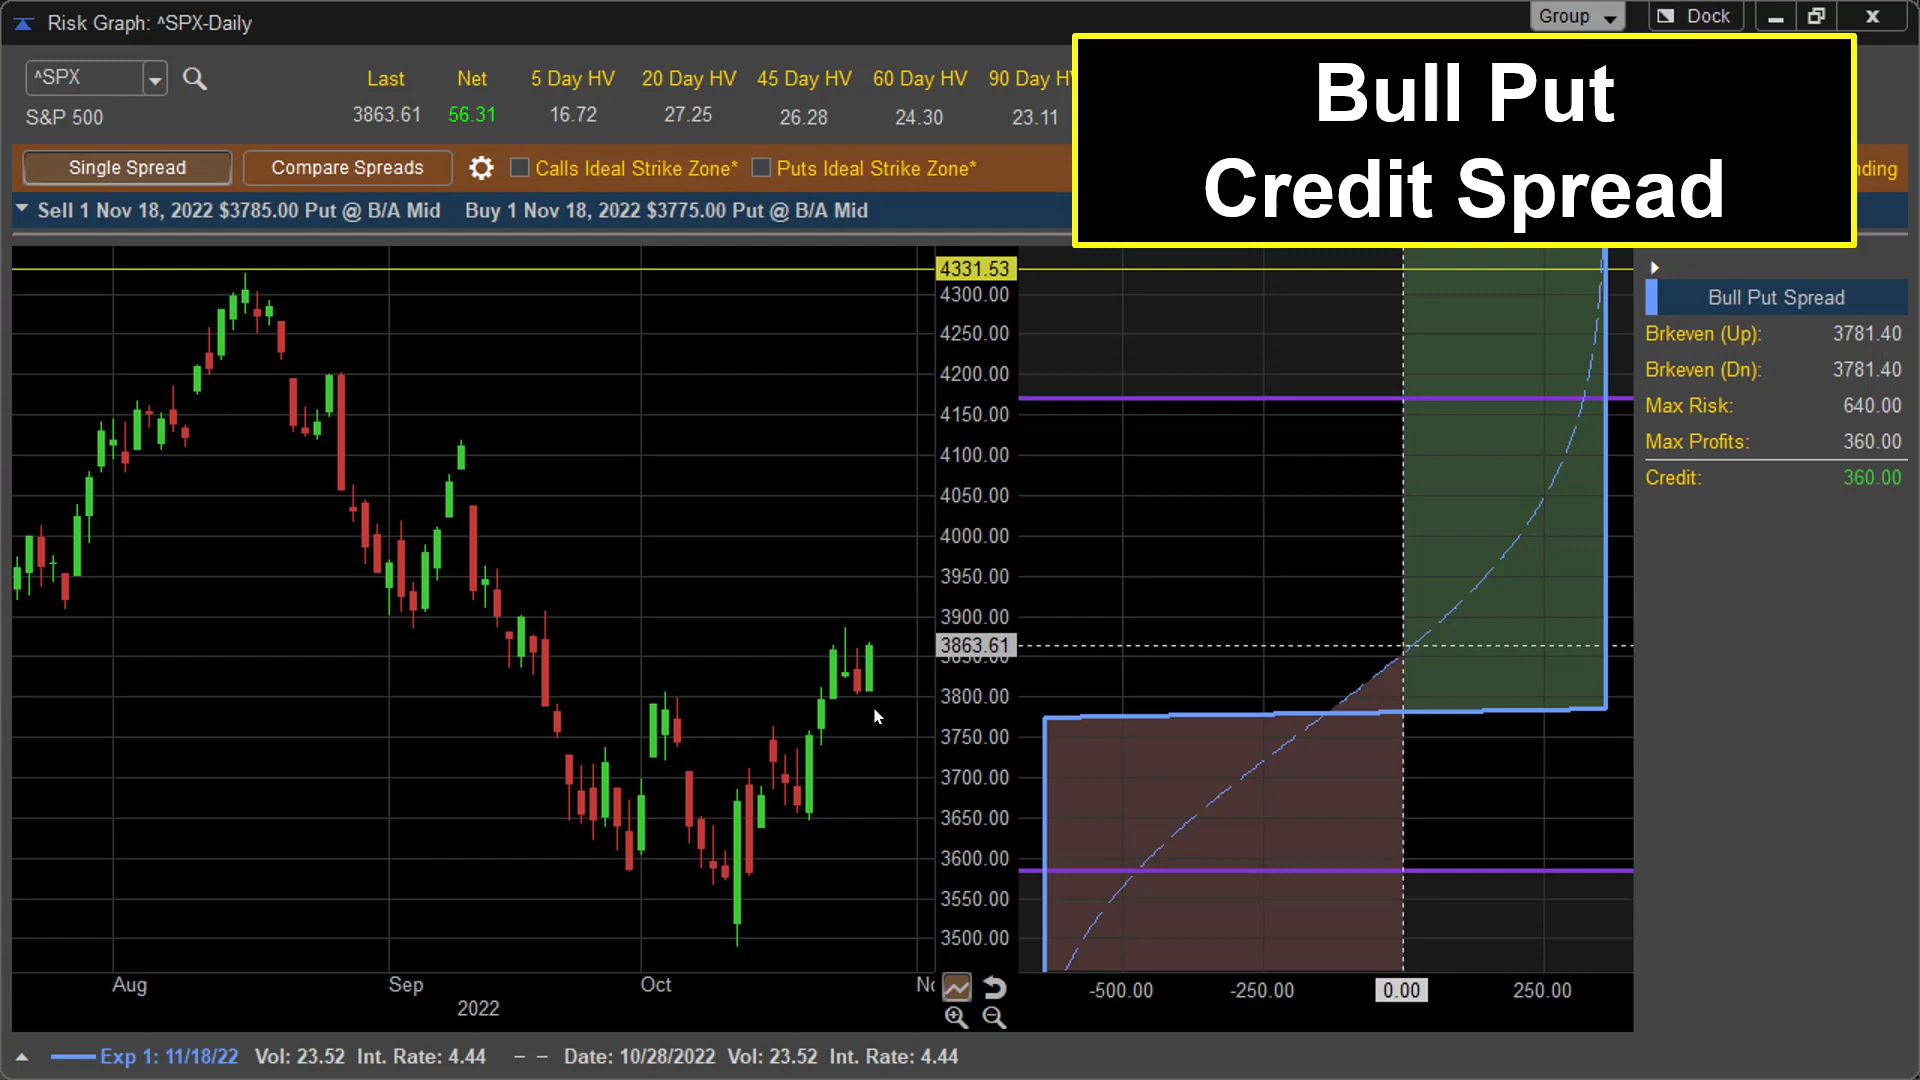 Risk Graph: ^SPX-Daily
Group
Dock
Bull Put
Credit Spread
^SPX
Last Net 5 Day HV 20 Day HV 45 Day HV 60 Day HV 90 Day
S&P 500
3863.61 56.31 16.72 27.25 26.28 24.30 23.11
Single Spread
Compare Spreads
Calls Ideal Strike Zone*
Puts Ideal Strike Zone*
nding
Sell 1 Nov 18, 2022 $3785.00 Put @ B/A Mid Buy 1 Nov 18, 2022 $3775.00 Put @ B/A Mid
4331.53
4300.00
4250.00
4200.00
4150.00
4100.00
4050.00
4000.00
3950.00
3900.00
3863.61
3800.00
3750.00
3700.00
3650.00
3600.00
3550.00
3500.00
Bull Put Spread
Brkeven (Up): 3781.40
Brkeven (Dn): 3781.40
Max Risk: 640.00
Max Profits: 360.00
Credit: 360.00
Aug Sep Oct
2022
-500.00 -250.00 0.00 250.00
Exp 1: 11/18/22 Vol: 23.52 Int. Rate: 4.44 – – Date: 10/28/2022 Vol: 23.52 Int. Rate: 4.44